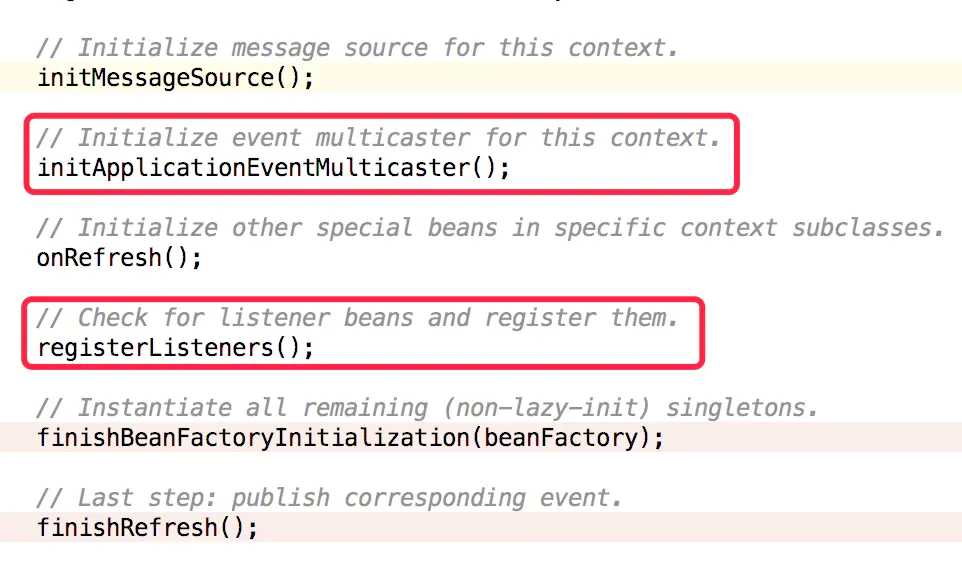 // Initialize message source for this context.
initMessageSource();
// Initialize event multicaster for this context.
initApplicationEventMulticaster();
// Initialize other special beans in specific context subclasses.
onRefresh();
// Check for listener beans and register them.
registerListeners();
// Instantiate all remaining (non-lazy-init) singletons.
finishBeanFactoryInitialization(beanFactory);
// Last step: publish corresponding event.
finishRefresh();